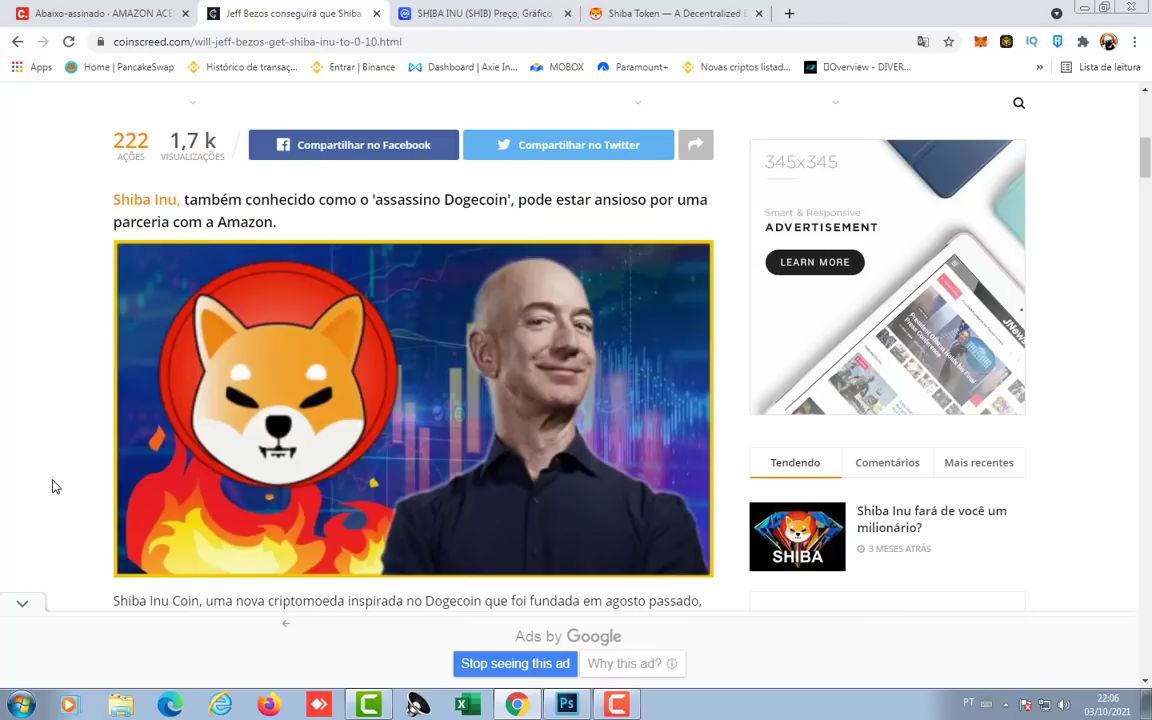 Abaixo-assinado · AMAZON ACE
Jeff Bezos conseguirá que Shiba
SHIBA INU (SHIB) Preço, Gráfico,
Shiba Token — A Decentralized E
coinscreed.com/will-jeff-bezos-get-shiba-inu-to-0-10.html
Apps
Home | PancakeSwap
Histórico de transaç...
Entrar | Binance
Dashboard | Axie In...
MOBOX
Paramount+
Novas criptos listad...
Overview - DIVER...
»
Lista de leitura
222
AÇÕES
1,7 k
VISUALIZAÇÕES
Compartilhar no Facebook
Compartilhar no Twitter
Shiba Inu, também conhecido como o 'assassino Dogecoin', pode estar ansioso por uma
parceria com a Amazon.
345x345
Smart & Responsive
ADVERTISEMENT
LEARN MORE
Tendendo
Comentários
Mais recentes
SHIBA
Shiba Inu fará de você um
milionário?
3 MESES ATRÁS
Shiba Inu Coin, uma nova criptomoeda inspirada no Dogecoin que foi fundada em agosto passado,
Ads by Google
Stop seeing this ad
Why this ad?
PT
22:06
03/10/2021